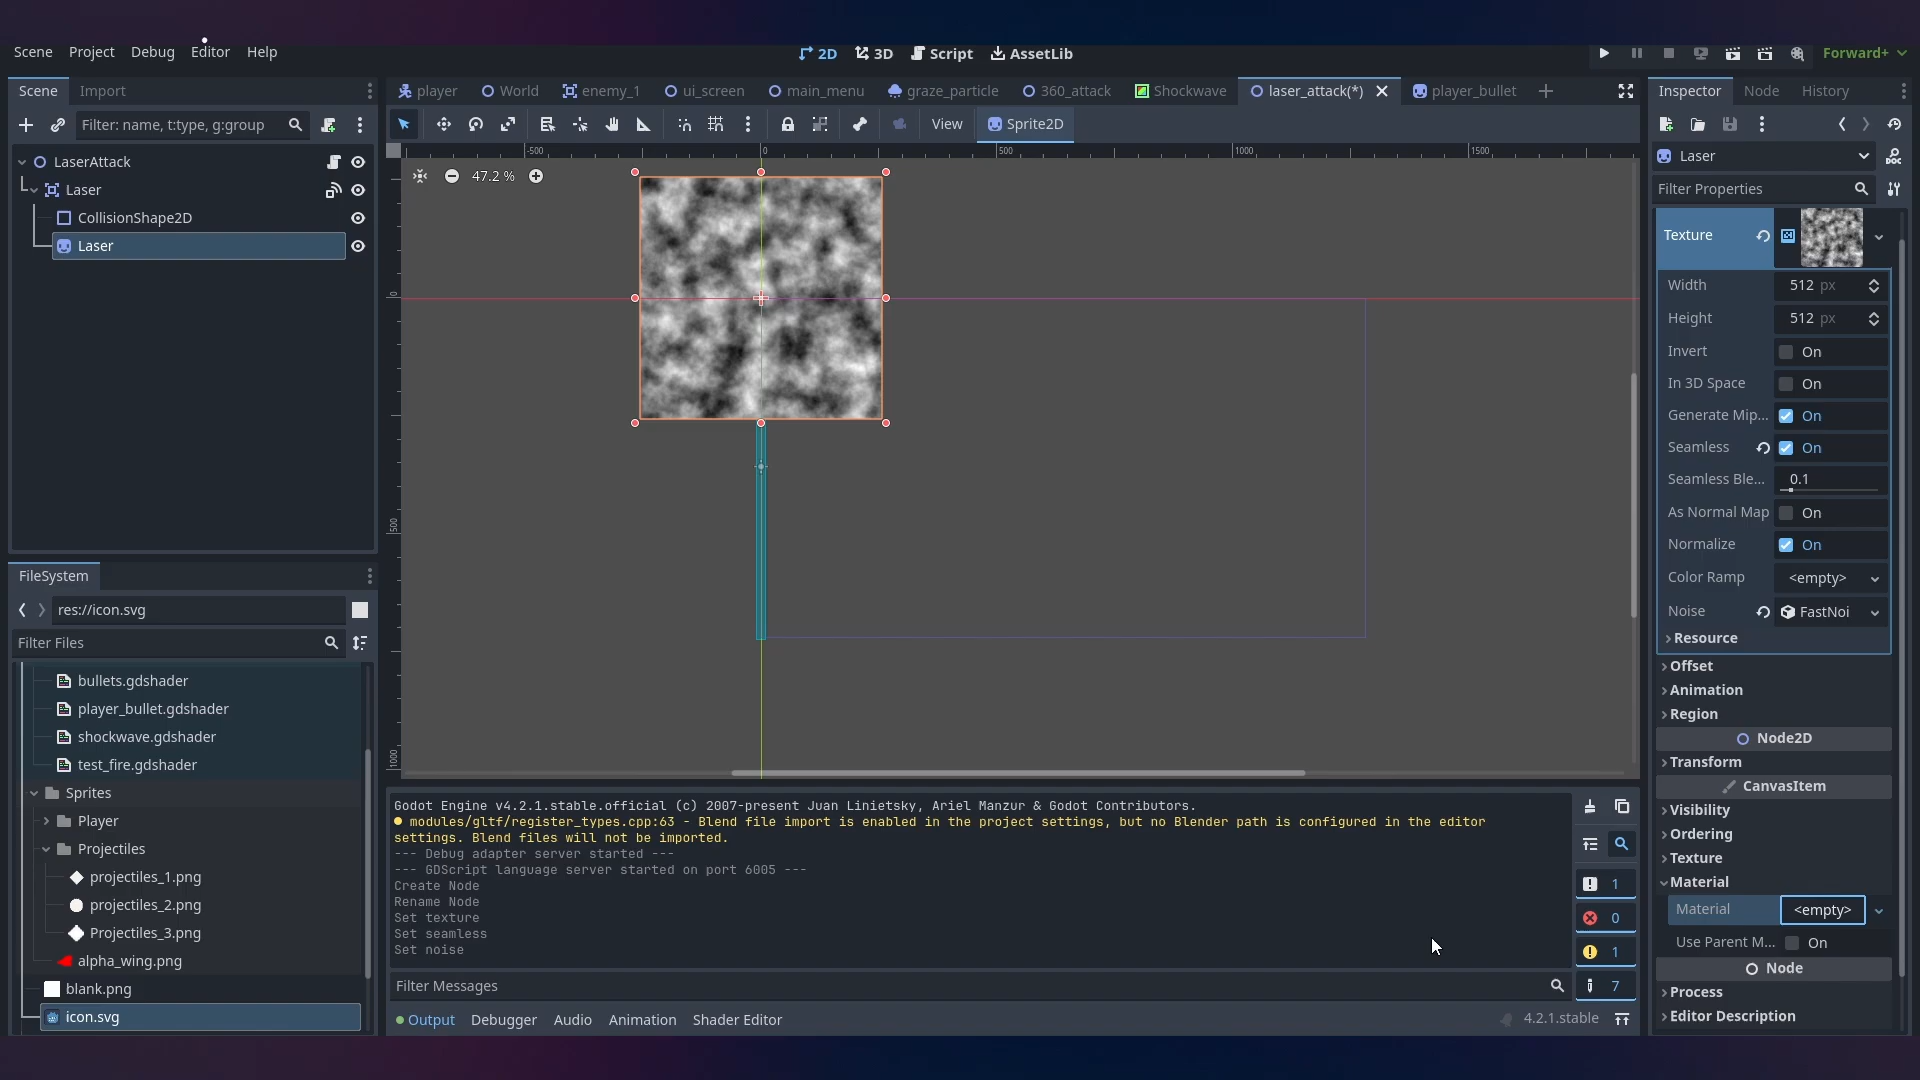 Scene Project Debug Editor Help
2D 3D Script AssetLib
Forward+
Scene Import
Filter: name, t:type, g:group
LaserAttack
Laser
CollisionShape2D
Laser
FileSystem
res://icon.svg
Filter Files
bullets.gdshader
player_bullet.gdshader
shockwave.gdshader
test_fire.gdshader
Sprites
Player
Projectiles
projectiles_1.png
projectiles_2.png
Projectiles_3.png
alpha_wing.png
blank.png
icon.svg
player World enemy_1 ui_screen main_menu graze_particle 360_attack Shockwave laser_attack(*) player_bullet
View Sprite2D
-500 0 500 1000 1500
47.2 %
0
500
1000
Godot Engine v4.2.1.stable.official (c) 2007-present Juan Linietsky, Ariel Manzur & Godot Contributors.
modules/gltf/register_types.cpp:63 - Blend file import is enabled in the project settings, but no Blender path is configured in the editor
settings. Blend files will not be imported.
--- Debug adapter server started ---
--- GDScript language server started on port 6005 ---
Create Node
Rename Node
Set texture
Set seamless
Set noise
1
0
1
7
Filter Messages
Output Debugger Audio Animation Shader Editor
4.2.1.stable
Inspector Node History
Laser
DOC
Filter Properties
Texture
Width 512 px
Height 512 px
Invert On
In 3D Space On
Generate Mip... On
Seamless On
Seamless Ble... 0.1
As Normal Map On
Normalize On
Color Ramp <empty>
Noise FastNoi
Resource
Offset
Animation
Region
Node2D
Transform
CanvasItem
Visibility
Ordering
Texture
Material
Material <empty>
Use Parent M... On
Node
Process
Editor Description